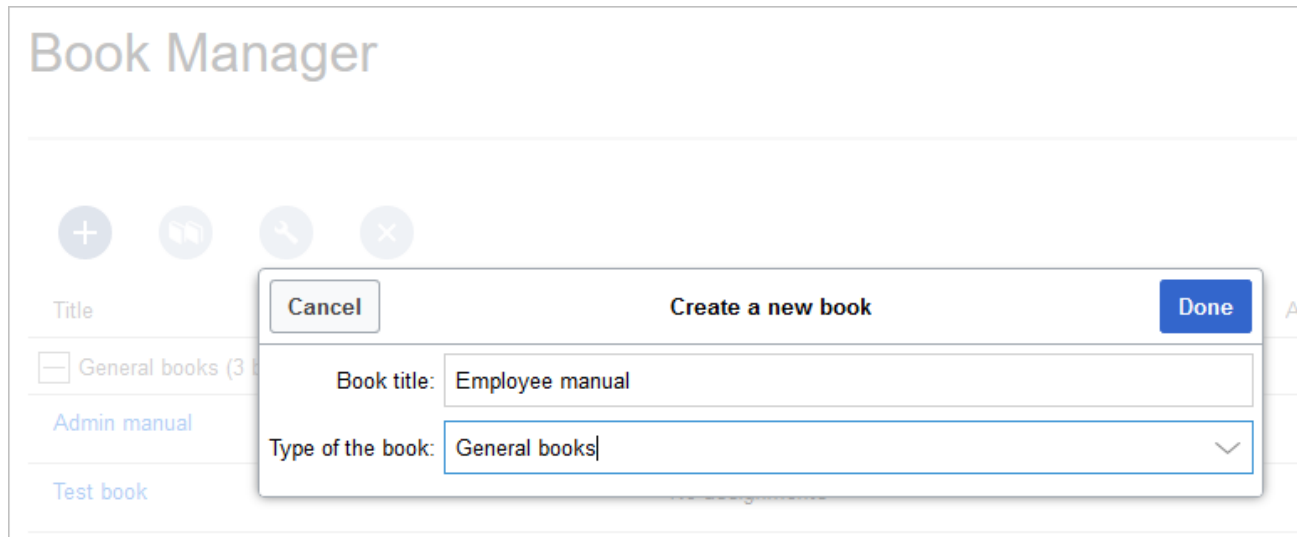 Book Manager
Title
Cancel
Create a new book
Done
A
General books (3 b
Book title: Employee manual
Admin manual
Type of the book: General books
Test book